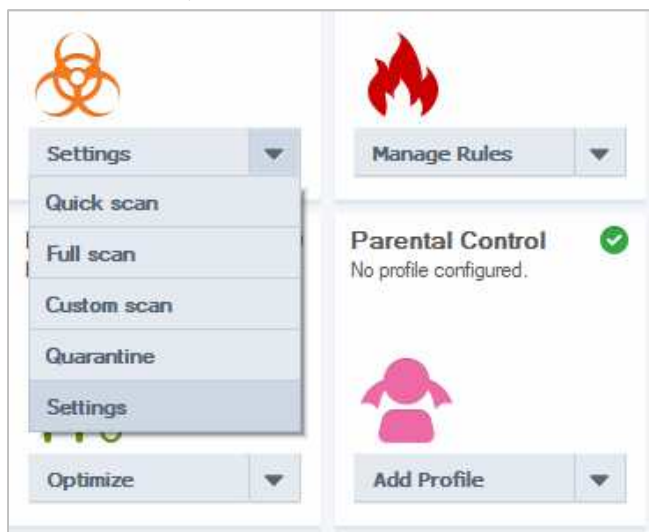 Settings
Manage Rules
Quick scan
Full scan
Custom scan
Quarantine
Settings
Parental Control
No profile configured.
Optimize
Add Profile